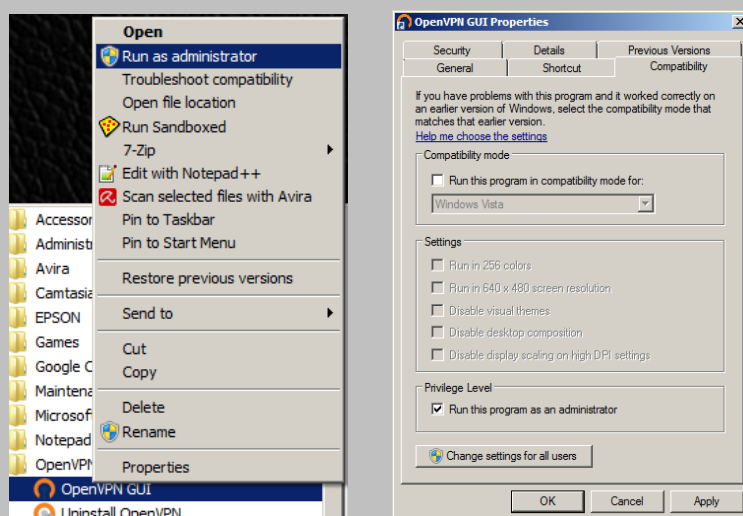 Open
Run as administrator
Troubleshoot compatibility
Open file location
Run Sandboxed
7-Zip
Edit with Notepad++
Scan selected files with Avira
Pin to Taskbar
Pin to Start Menu
Restore previous versions
Send to
Cut
Copy
Delete
Rename
Properties
Accessor
Administ
Avira
Camtasia
EPSON
Games
Google C
Maintena
Microsof
Notepad
OpenVPN
OpenVPN GUI
Uninstall OpenVPN
OpenVPN GUI Properties
Security Details Previous Versions
General Shortcut Compatibility
If you have problems with this program and it worked correctly on
an earlier version of Windows, select the compatibility mode that
matches that earlier version.
Help me choose the settings
Compatibility mode
Run this program in compatibility mode for:
Windows Vista
Settings
Run in 256 colors
Run in 640 x 480 screen resolution
Disable visual themes
Disable desktop composition
Disable display scaling on high DPI settings
Privilege Level
Run this program as an administrator
Change settings for all users
OK Cancel Apply